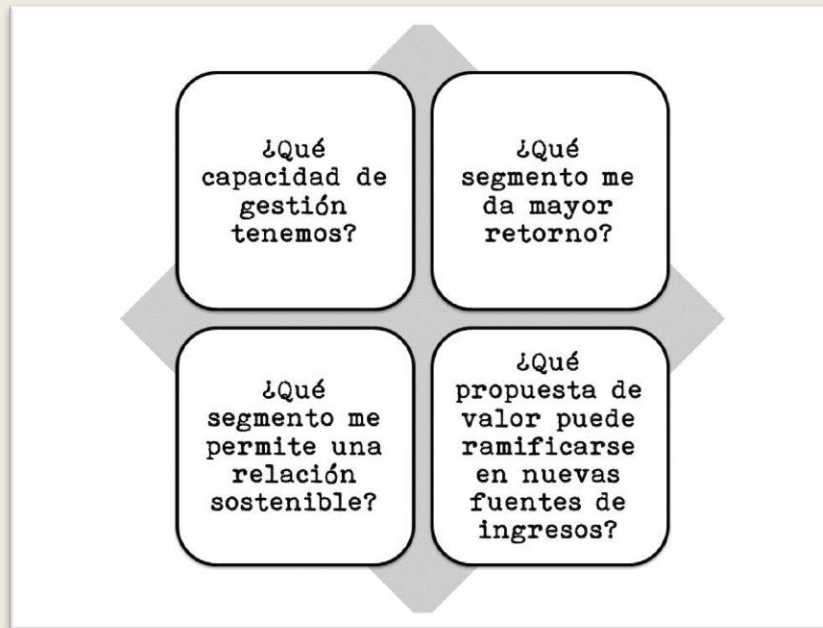 ¿Qué
capacidad de
gestión
tenemos?
¿Qué
segmento me
da mayor
retorno?
¿Qué
segmento me
permite una
relación
sostenible?
¿Qué
propuesta de
valor puede
ramificarse
en nuevas
fuentes de
ingresos?